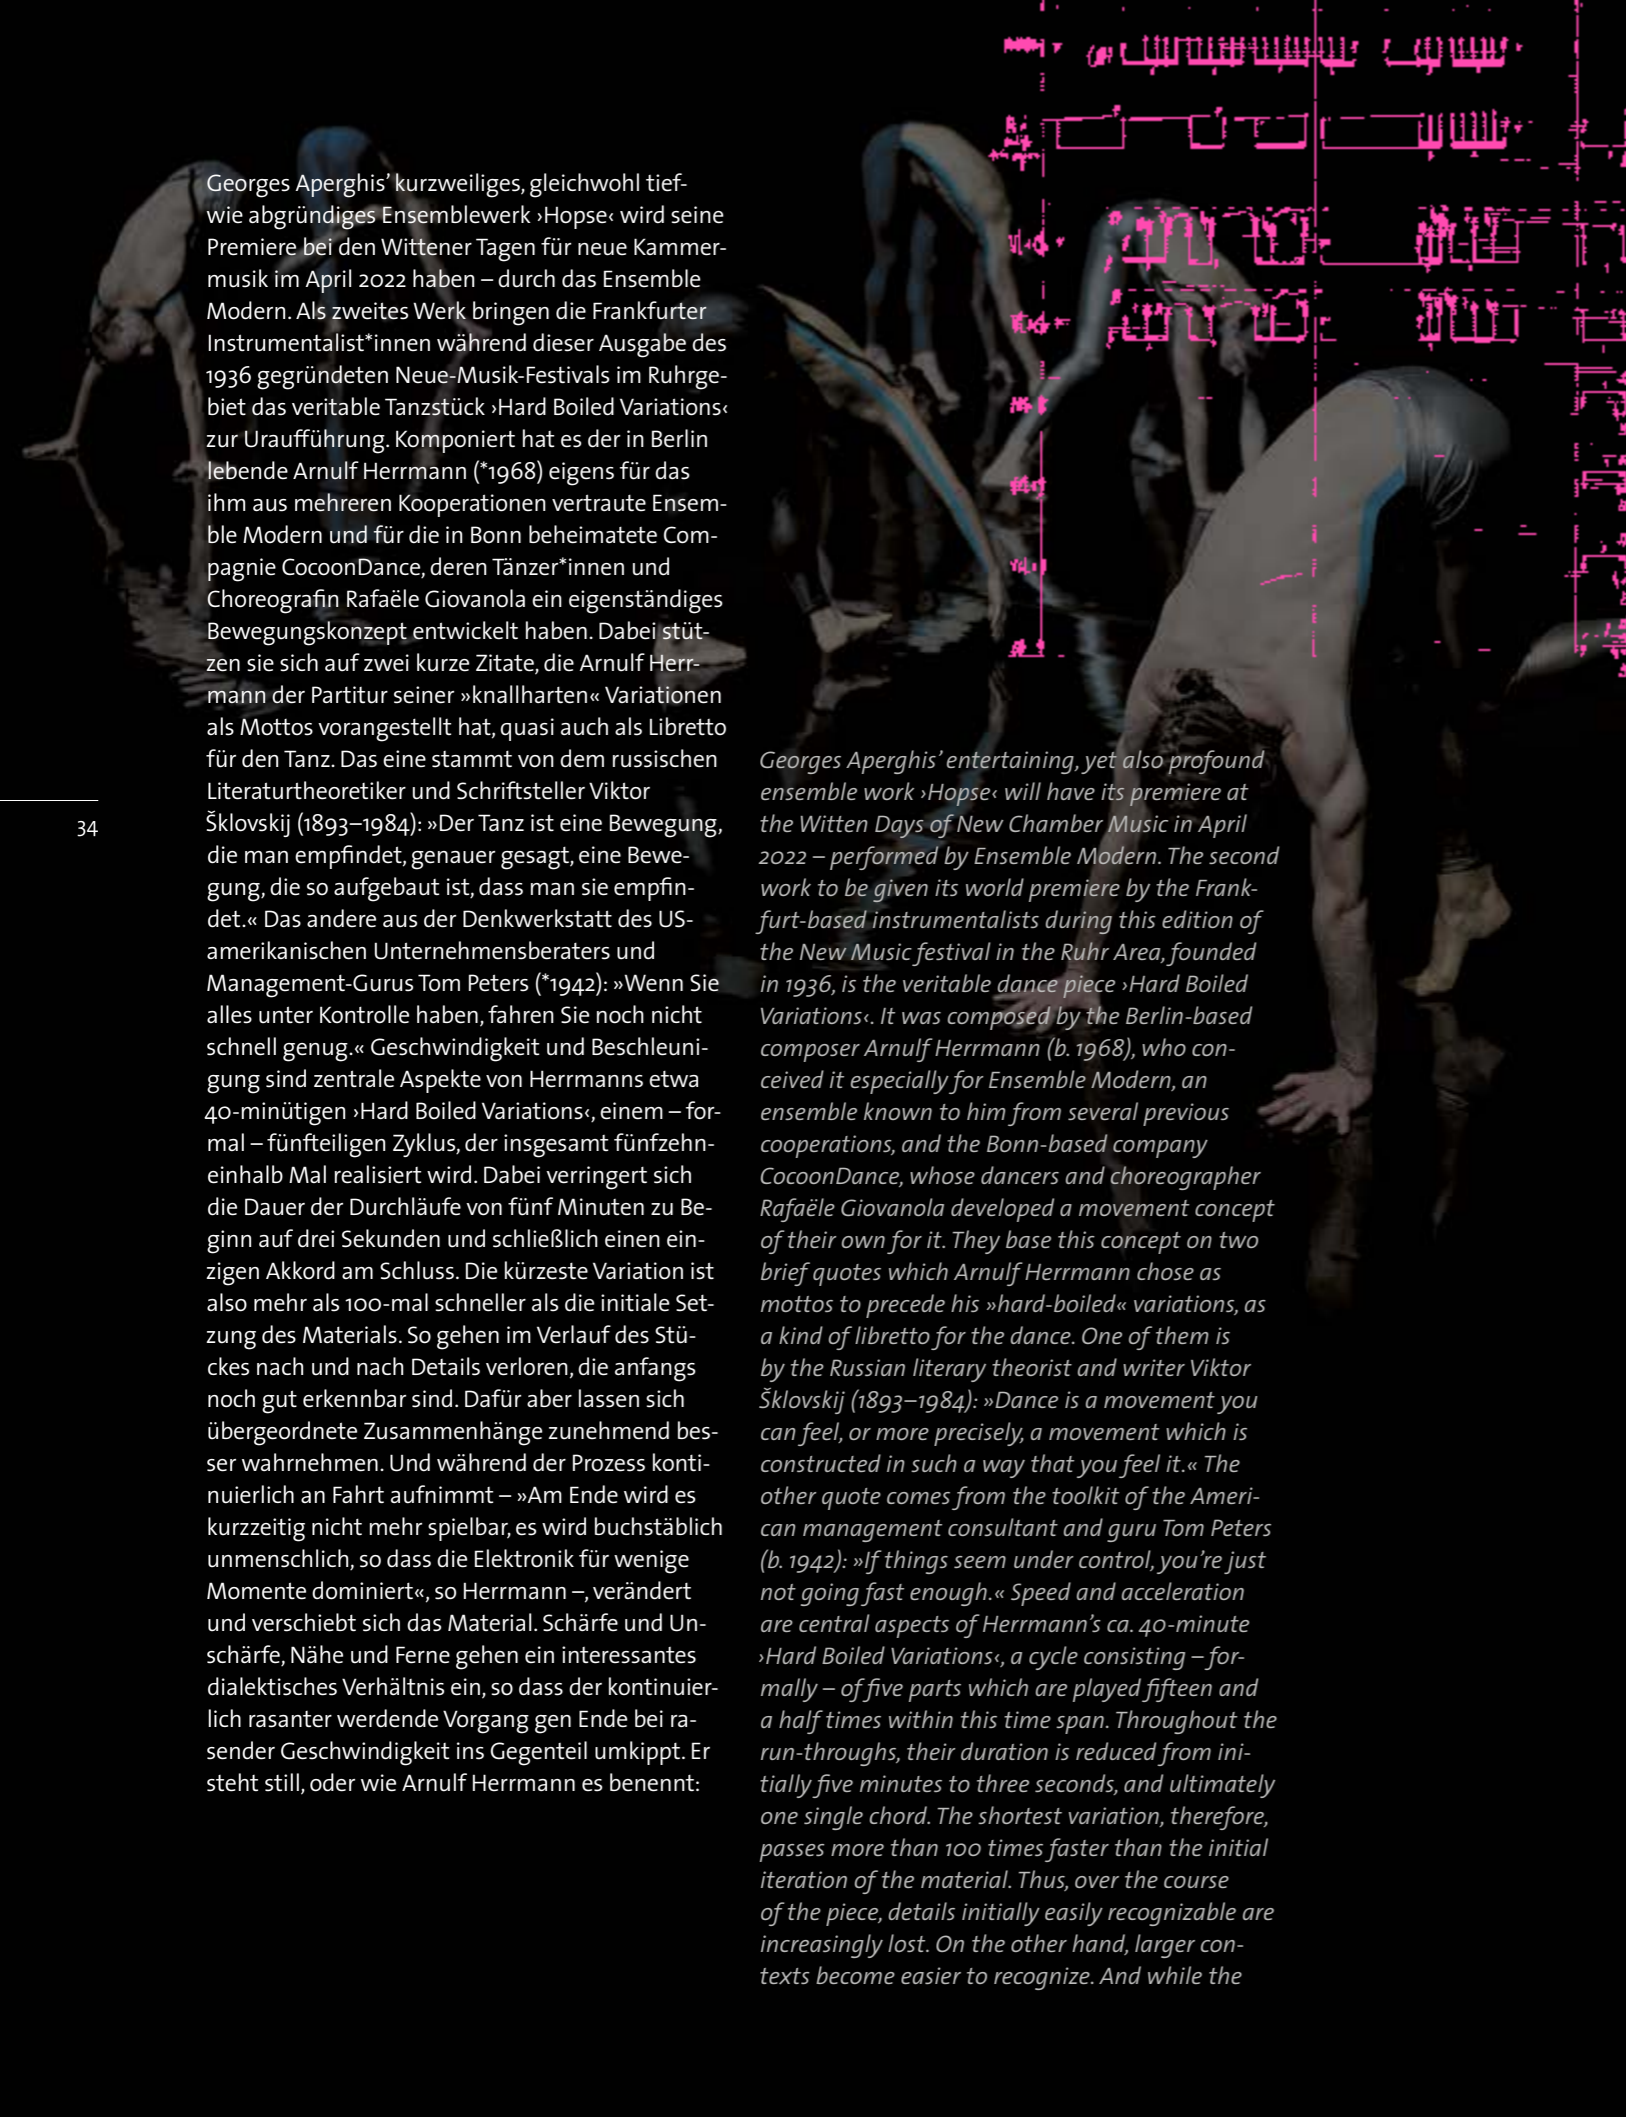 Georges Aperghis’ kurzweiliges, gleichwohl tief-
wie abgründiges Ensemblewerk ›Hopse‹ wird seine
Premiere bei den Wittener Tagen für neue Kammer-
musik im April 2022 haben – durch das Ensemble
Modern. Als zweites Werk bringen die Frankfurter
Instrumentalist*innen während dieser Ausgabe des
1936 gegründeten Neue-Musik-Festivals im Ruhrge-
biet das veritable Tanzstück ›Hard Boiled Variations‹
zur Uraufführung. Komponiert hat es der in Berlin
lebende Arnulf Herrmann (*1968) eigens für das
ihm aus mehreren Kooperationen vertraute Ensem-
ble Modern und für die in Bonn beheimatete Com-
pagnie CocoonDance, deren Tänzer*innen und
Choreografin Rafaële Giovanola ein eigenständiges
Bewegungskonzept entwickelt haben. Dabei stüt-
zen sie sich auf zwei kurze Zitate, die Arnulf Herr-
mann der Partitur seiner »knallharten« Variationen
als Mottos vorangestellt hat, quasi auch als Libretto
für den Tanz. Das eine stammt von dem russischen
Literaturtheoretiker und Schriftsteller Viktor
Šklovskij (1893–1984): »Der Tanz ist eine Bewegung,
die man empfindet, genauer gesagt, eine Bewe-
gung, die so aufgebaut ist, dass man sie empfin-
det.« Das andere aus der Denkwerkstatt des US-
amerikanischen Unternehmensberaters und
Management-Gurus Tom Peters (*1942): »Wenn Sie
alles unter Kontrolle haben, fahren Sie noch nicht
schnell genug.« Geschwindigkeit und Beschleuni-
gung sind zentrale Aspekte von Herrmanns etwa
40-minütigen ›Hard Boiled Variations‹, einem – for-
mal – fünfteiligen Zyklus, der insgesamt fünfzehn-
einhalb Mal realisiert wird. Dabei verringert sich
die Dauer der Durchläufe von fünf Minuten zu Be-
ginn auf drei Sekunden und schließlich einen ein-
zigen Akkord am Schluss. Die kürzeste Variation ist
also mehr als 100-mal schneller als die initiale Set-
zung des Materials. So gehen im Verlauf des Stü-
ckes nach und nach Details verloren, die anfangs
noch gut erkennbar sind. Dafür aber lassen sich
übergeordnete Zusammenhänge zunehmend bes-
ser wahrnehmen. Und während der Prozess konti-
nuierlich an Fahrt aufnimmt – »Am Ende wird es
kurzzeitig nicht mehr spielbar, es wird buchstäblich
unmenschlich, so dass die Elektronik für wenige
Momente dominiert«, so Herrmann –, verändert
und verschiebt sich das Material. Schärfe und Un-
schärfe, Nähe und Ferne gehen ein interessantes
dialektisches Verhältnis ein, so dass der kontinuier-
lich rasanter werdende Vorgang gen Ende bei ra-
sender Geschwindigkeit ins Gegenteil umkippt. Er
steht still, oder wie Arnulf Herrmann es benennt:
34
Georges Aperghis’ entertaining, yet also profound
ensemble work ›Hopse‹ will have its premiere at
the Witten Days of New Chamber Music in April
2022 – performed by Ensemble Modern. The second
work to be given its world premiere by the Frank-
furt-based instrumentalists during this edition of
the New Music festival in the Ruhr Area, founded
in 1936, is the veritable dance piece ›Hard Boiled
Variations‹. It was composed by the Berlin-based
composer Arnulf Herrmann (b. 1968), who con-
ceived it especially for Ensemble Modern, an
ensemble known to him from several previous
cooperations, and the Bonn-based company
CocoonDance, whose dancers and choreographer
Rafaële Giovanola developed a movement concept
of their own for it. They base this concept on two
brief quotes which Arnulf Herrmann chose as
mottos to precede his »hard-boiled« variations, as
a kind of libretto for the dance. One of them is
by the Russian literary theorist and writer Viktor
Šklovskij (1893–1984): »Dance is a movement you
can feel, or more precisely, a movement which is
constructed in such a way that you feel it.« The
other quote comes from the toolkit of the Ameri-
can management consultant and guru Tom Peters
(b. 1942): »If things seem under control, you’re just
not going fast enough.« Speed and acceleration
are central aspects of Herrmann’s ca. 40-minute
›Hard Boiled Variations‹, a cycle consisting – for-
mally – of five parts which are played fifteen and
a half times within this time span. Throughout the
run-throughs, their duration is reduced from ini-
tially five minutes to three seconds, and ultimately
one single chord. The shortest variation, therefore,
passes more than 100 times faster than the initial
iteration of the material. Thus, over the course
of the piece, details initially easily recognizable are
increasingly lost. On the other hand, larger con-
texts become easier to recognize. And while the